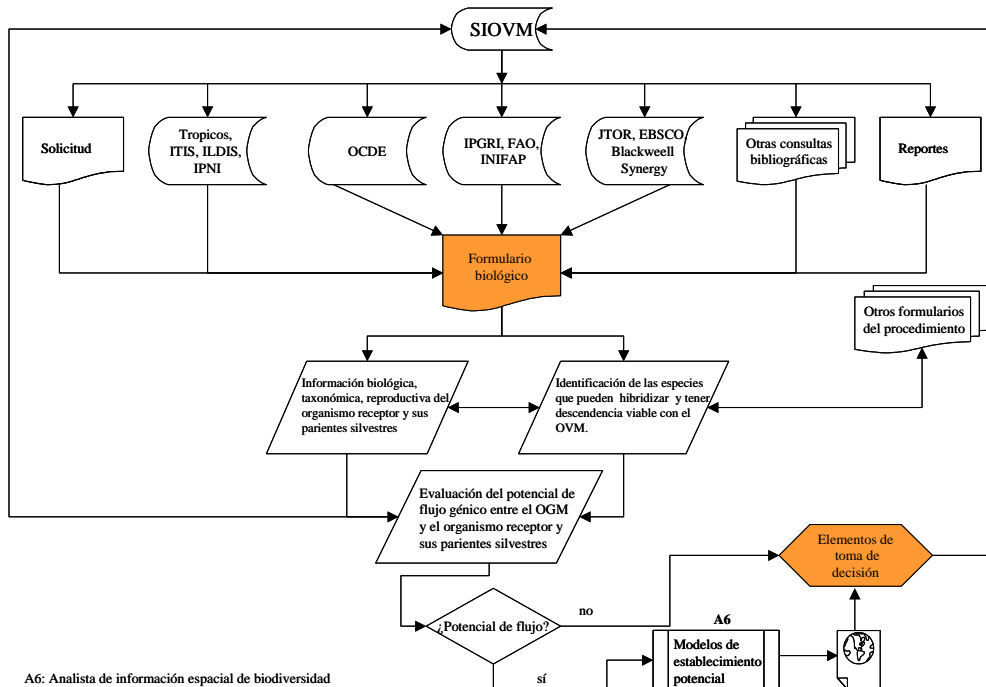 SIOVM
Solicitud
Tropicos,
ITIS, ILDIS,
IPNI
OCDE
IPGRI, FAO,
INIFAP
JTOR, EBSCO,
Blackweell
Synergy
Otras consultas
bibliográficas
Reportes
Formulario
biológico
Otros formularios
del procedimiento
Información biológica,
taxonómica, reproductiva del
organismo receptor y sus
parientes silvestres
Identificación de las especies
que pueden hibridizar y tener
descendencia viable con el
OVM.
Evaluación del potencial de
flujo génico entre el OGM
y el organismo receptor y
sus parientes silvestres
Elementos de
toma de
decisión
¿Potencial de flujo?
no
A6
Modelos de
establecimiento
potencial
sí
A6: Analista de información espacial de biodiversidad